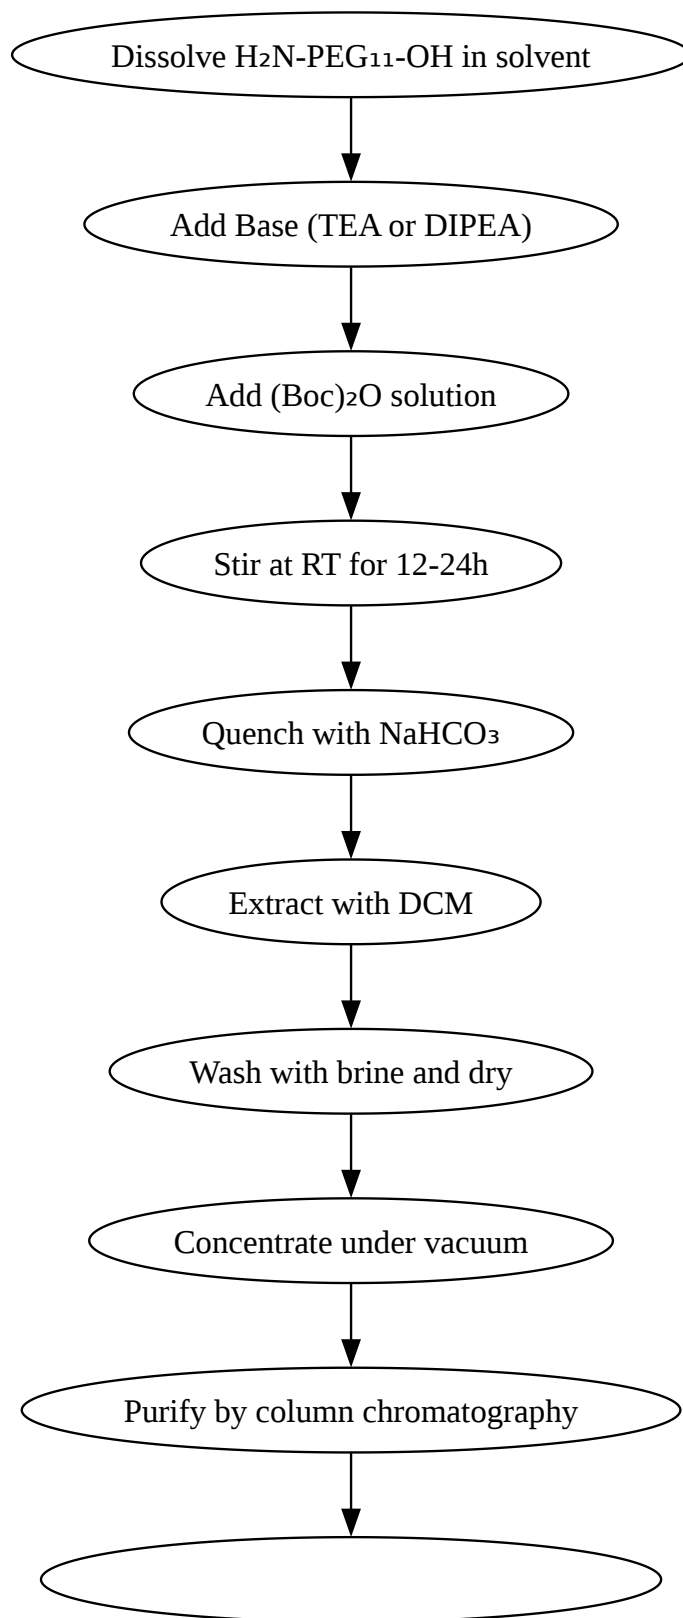 Dissolve H₂N-PEG₁₁-OH in solvent
Add Base (TEA or DIPEA)
Add (Boc)₂O solution
Stir at RT for 12-24h
Quench with NaHCO₃
Extract with DCM
Wash with brine and dry
Concentrate under vacuum
Purify by column chromatography